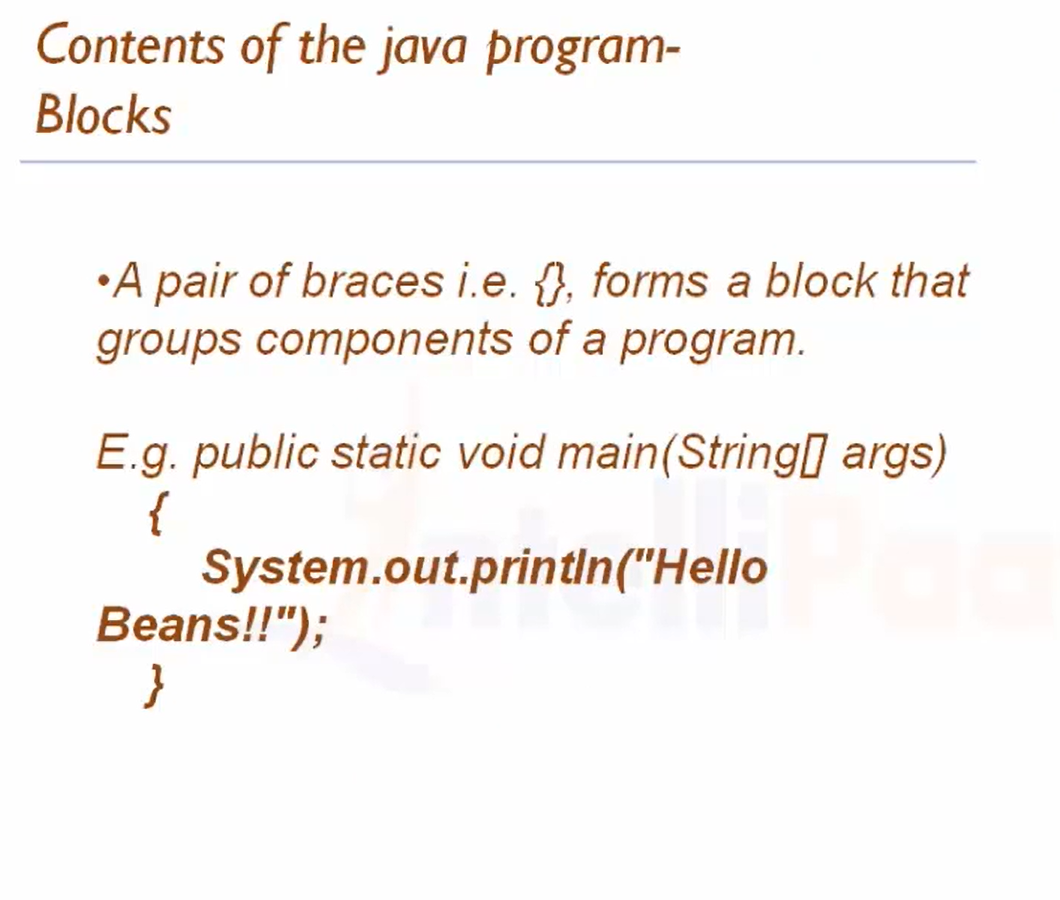 Contents of the java program-
Blocks
•A pair of braces i.e. {}, forms a block that
groups components of a program.
E.g. public static void main(String[] args)
{
System.out.println("Hello
Beans!!");
}
IntelliPaa